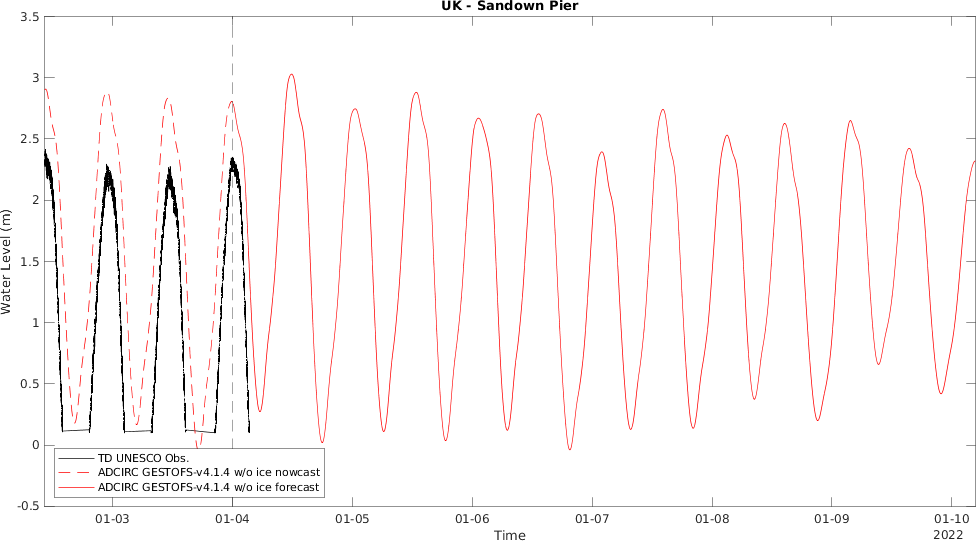 UK - Sandown Pier
3.5
3
2.5
2
1.5
1
0.5
0
-0.5
Water Level (m)
TD UNESCO Obs.
ADCIRC GESTOFS-v4.1.4 w/o ice nowcast
ADCIRC GESTOFS-v4.1.4 w/o ice forecast
01-03 01-04 01-05 01-06 01-07 01-08 01-09 01-10
2022
Time